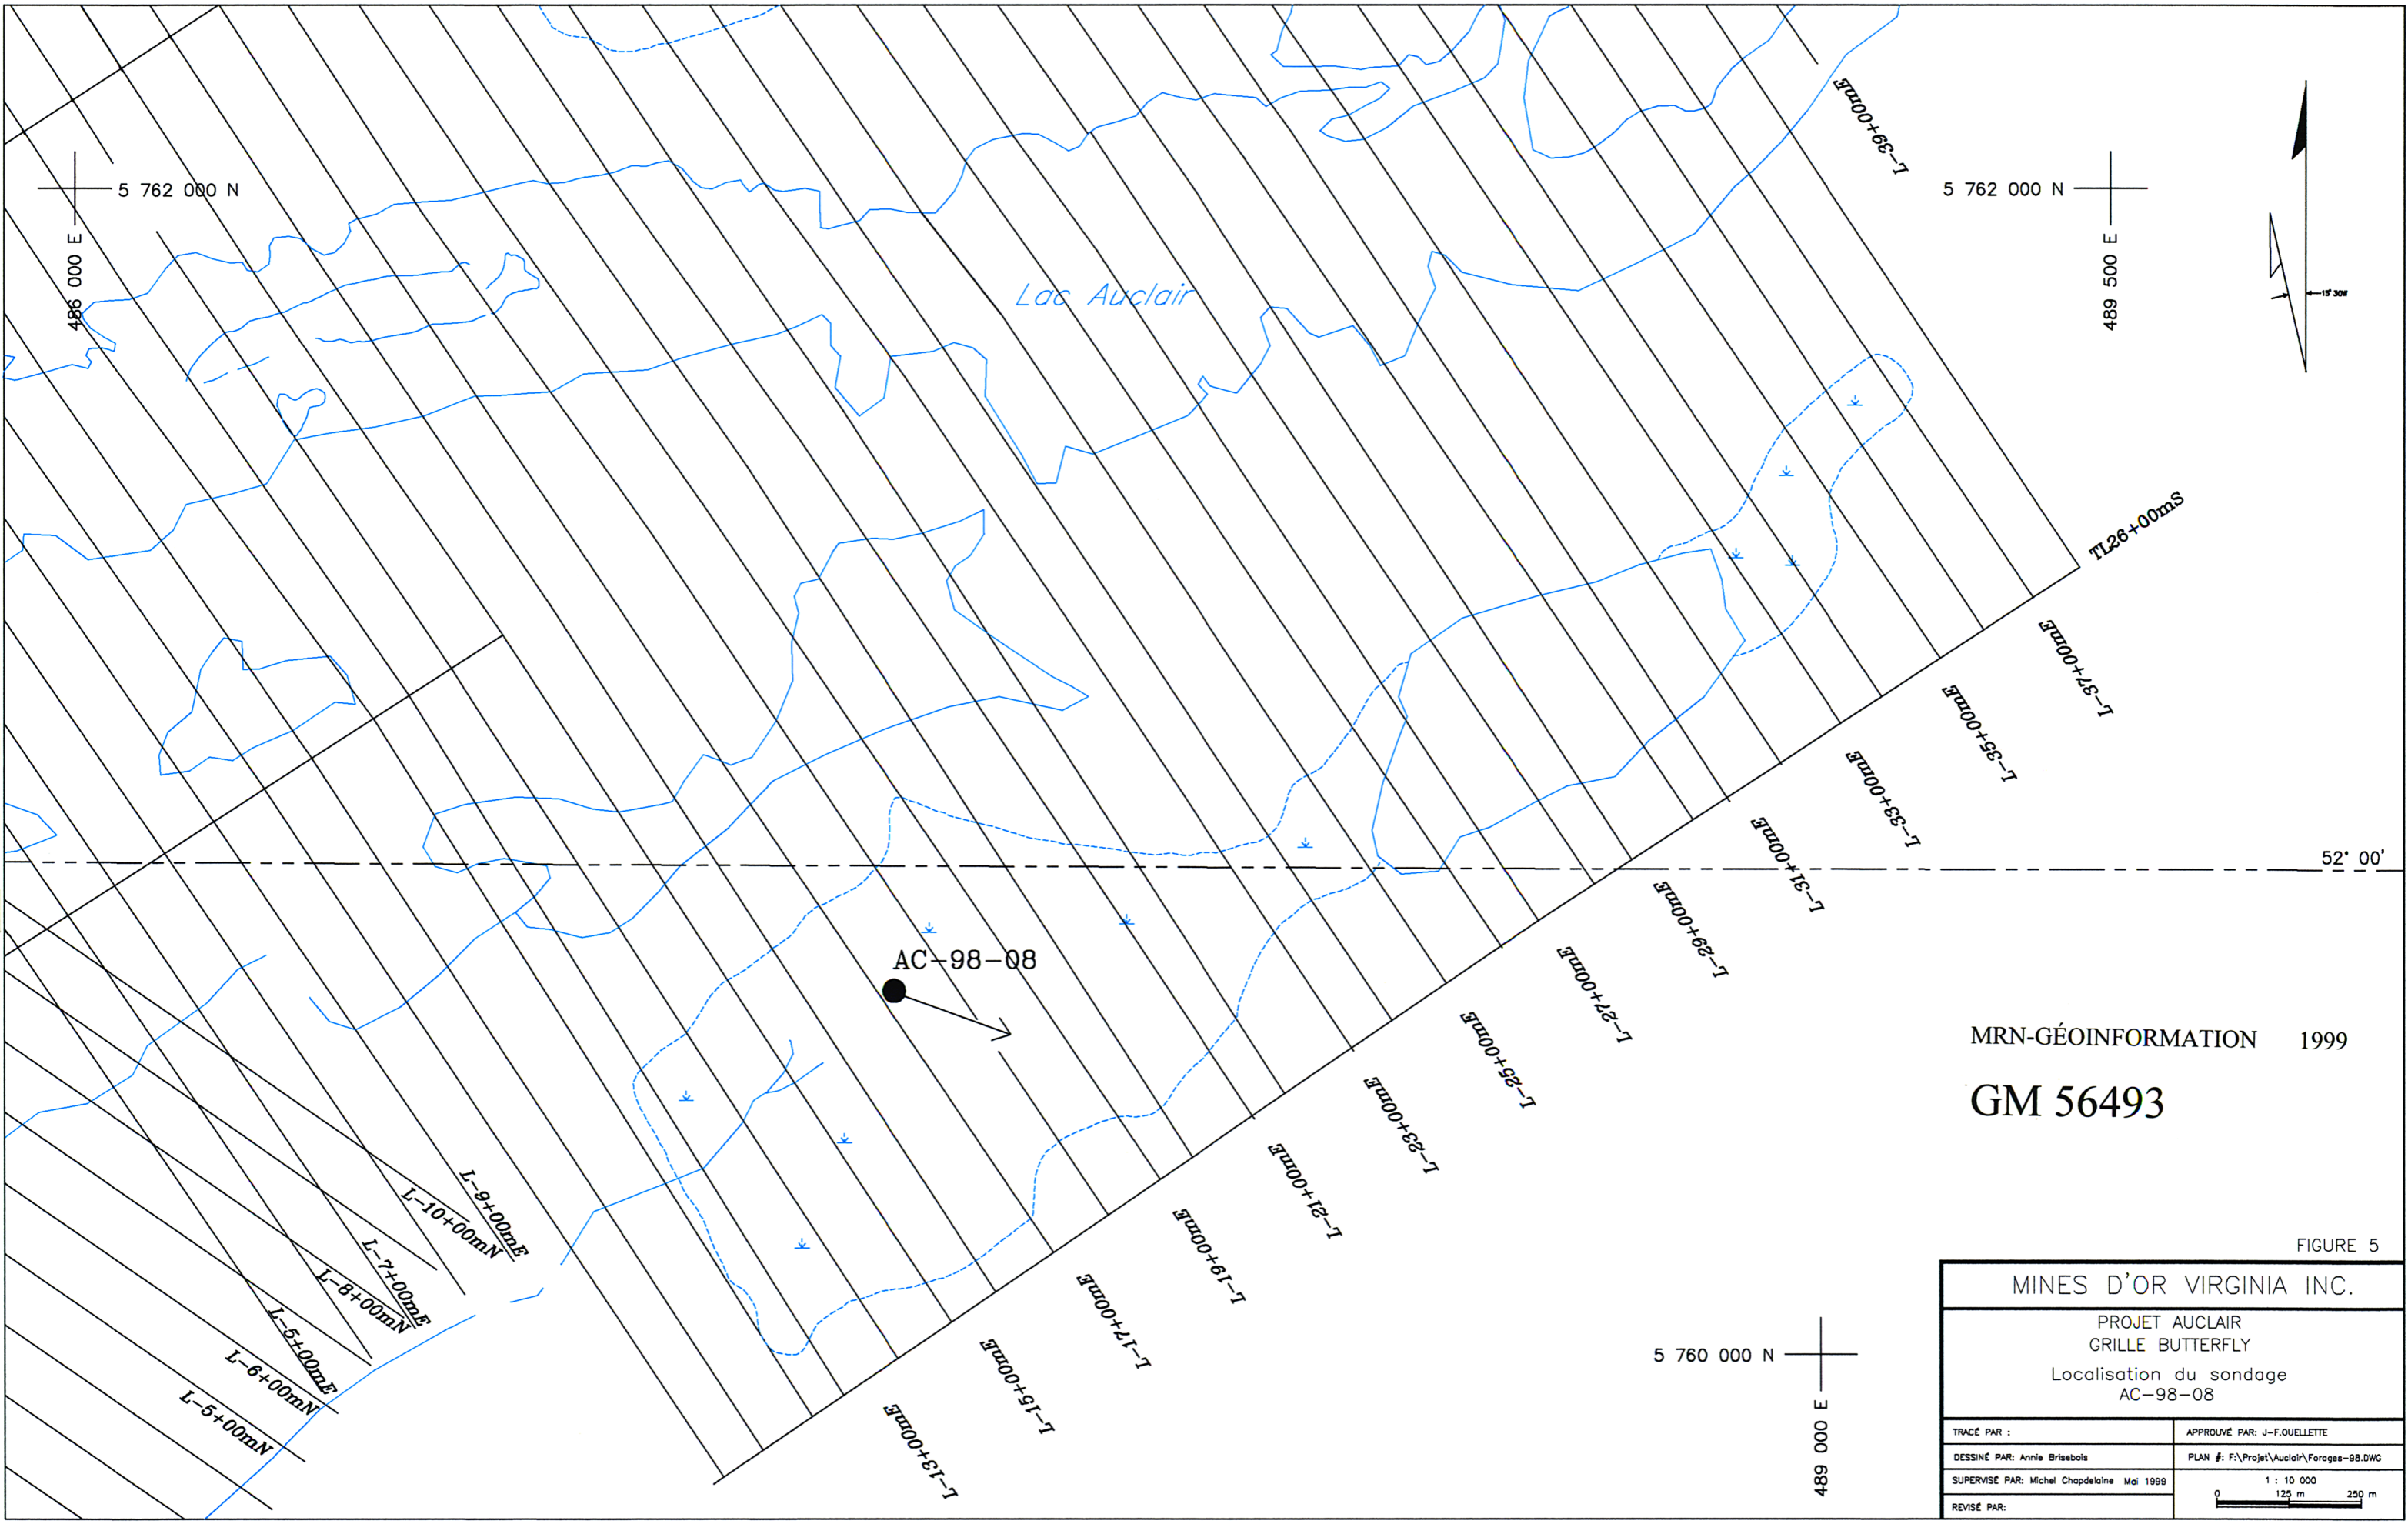 L-39+00mE
5 762 000 N
486 000 E
5 762 000 N
489 500 E
15° 30W
Lac Auclair
TL26+00mS
L-37+00mE
L-35+00mE
L-33+00mE
L-31+00mE
L-29+00mE
L-27+00mE
L-25+00mE
L-23+00mE
L-21+00mE
L-19+00mE
L-17+00mE
L-15+00mE
L-13+00mE
52° 00'
AC-98-08
L-9+00mE
L-10+00mN
L-7+00mE
L-8+00mN
L-5+00mE
L-6+00mN
L-5+00mN
MRN-GÉOINFORMATION 1999
GM 56493
5 760 000 N
489 000 E
FIGURE 5
MINES D'OR VIRGINIA INC.
PROJET AUCLAIR
GRILLE BUTTERFLY
Localisation du sondage
AC-98-08
TRACÉ PAR :
APPROUVÉ PAR: J-F.OUELLETTE
DESSINÉ PAR: Annie Brisebois
PLAN #: F:\Projet\Auclair\Forages-98.DWG
SUPERVISÉ PAR: Michel Chapdelaine Mai 1999
1 : 10 000
0 125 m 250 m
REVISÉ PAR: